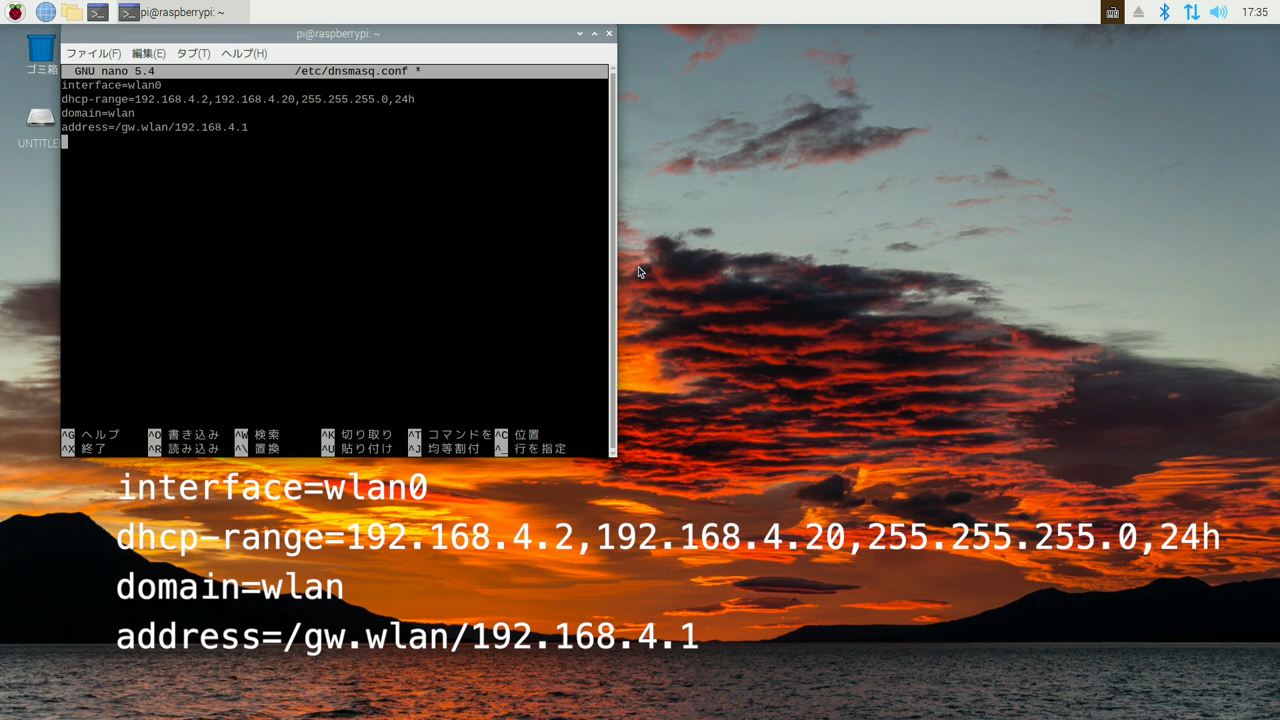 pi@raspberrypi: ~
17:35
pi@raspberrypi: ~
ファイル(F) 編集(E) タブ(T) ヘルプ(H)
ゴミ箱
UNTITLE
GNU nano 5.4 /etc/dnsmasq.conf *
interface=wlan0
dhcp-range=192.168.4.2,192.168.4.20,255.255.255.0,24h
domain=wlan
address=/gw.wlan/192.168.4.1
^G ヘルプ ^O 書き込み ^W 検索 ^K 切り取り ^T コマンドを ^C 位置
^X 終了 ^R 読み込み ^\ 置換 ^U 貼り付け ^J 均等割付 ^_ 行を指定
interface=wlan0
dhcp-range=192.168.4.2,192.168.4.20,255.255.255.0,24h
domain=wlan
address=/gw.wlan/192.168.4.1